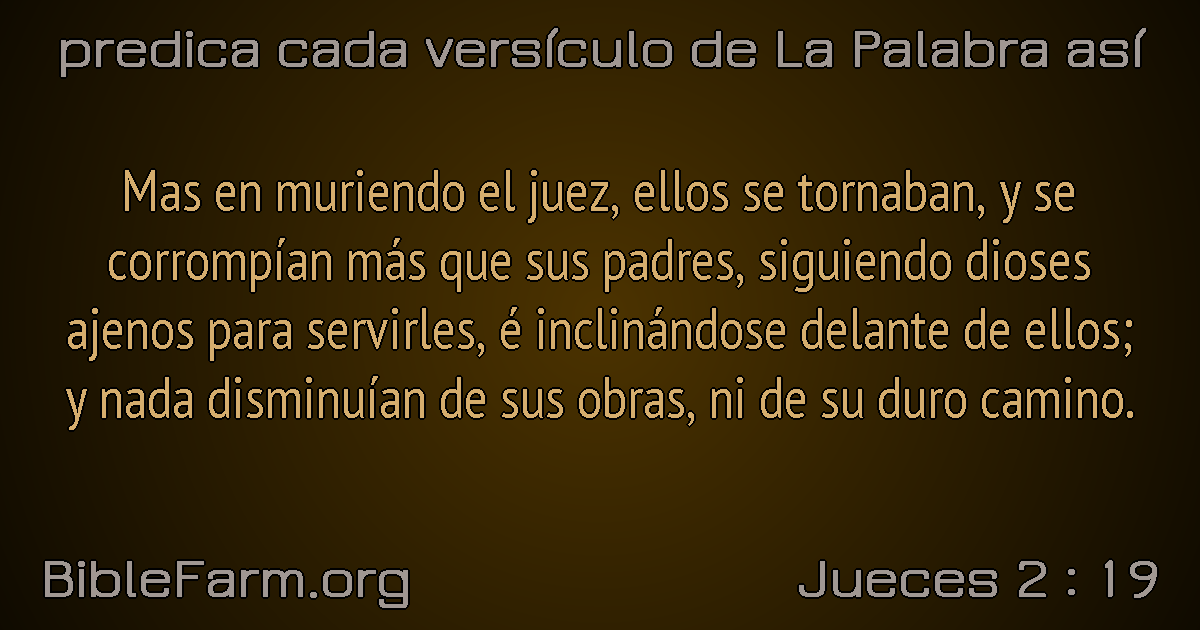 predica cada versículo de La Palabra así
Mas en muriendo el juez, ellos se tornaban, y se
corrompían más que sus padres, siguiendo dioses
ajenos para servirles, é inclinándose delante de ellos;
y nada disminuían de sus obras, ni de su duro camino.
BibleFarm.org
Jueces 2 : 19